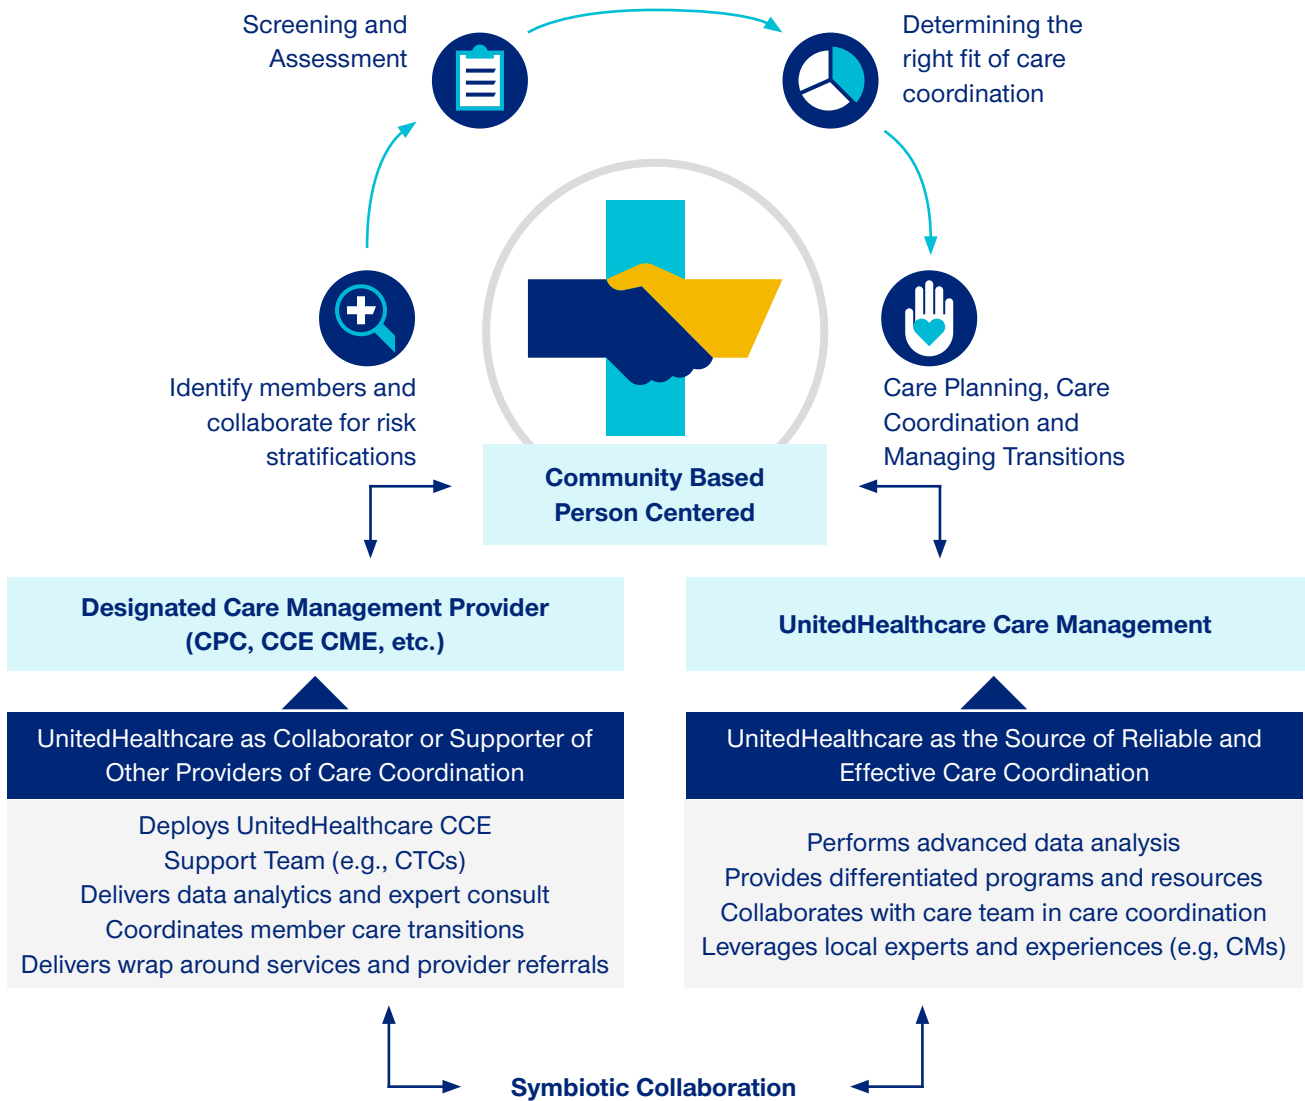 Screening and
Assessment
Determining the
right fit of care
coordination
Identify members and
collaborate for risk
stratifications
Care Planning, Care
Coordination and
Managing Transitions
Community Based
Person Centered
Designated Care Management Provider
(CPC, CCE CME, etc.)
UnitedHealthcare as Collaborator or Supporter of
Other Providers of Care Coordination
Deploys UnitedHealthcare CCE
Support Team (e.g., CTCs)
Delivers data analytics and expert consult
Coordinates member care transitions
Delivers wrap around services and provider referrals
UnitedHealthcare Care Management
UnitedHealthcare as the Source of Reliable and
Effective Care Coordination
Performs advanced data analysis
Provides differentiated programs and resources
Collaborates with care team in care coordination
Leverages local experts and experiences (e.g, CMs)
Symbiotic Collaboration